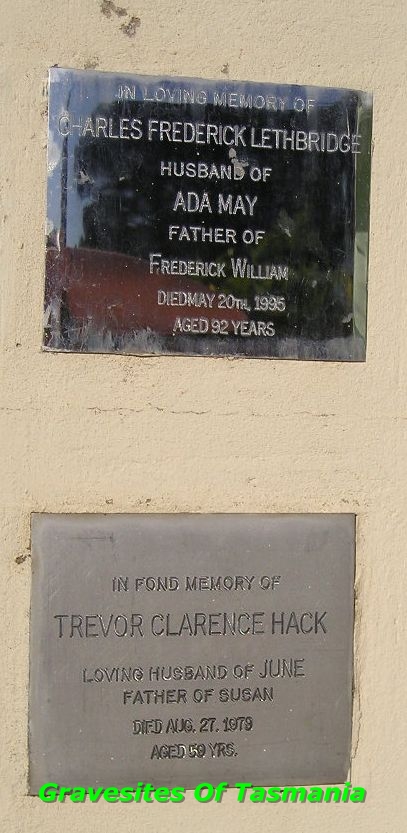 IN LOVING MEMORY OF
CHARLES FREDERICK LETHBRIDGE
HUSBAND OF
ADA MAY
FATHER OF
FREDERICK WILLIAM
DIED MAY 20TH, 1995
AGED 92 YEARS
IN FOND MEMORY OF
TREVOR CLARENCE HACK
LOVING HUSBAND OF JUNE
FATHER OF SUSAN
DIED AUG. 27. 1979
AGED 59 YRS.
Gravesites Of Tasmania